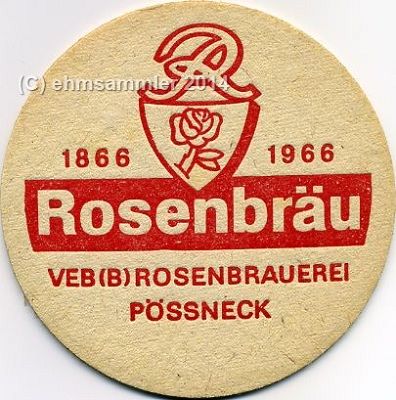 R
(C) ehmsammler 2014
1866 1966
Rosenbräu
VEB(B) ROSENBRAUEREI
PÖSSNECK